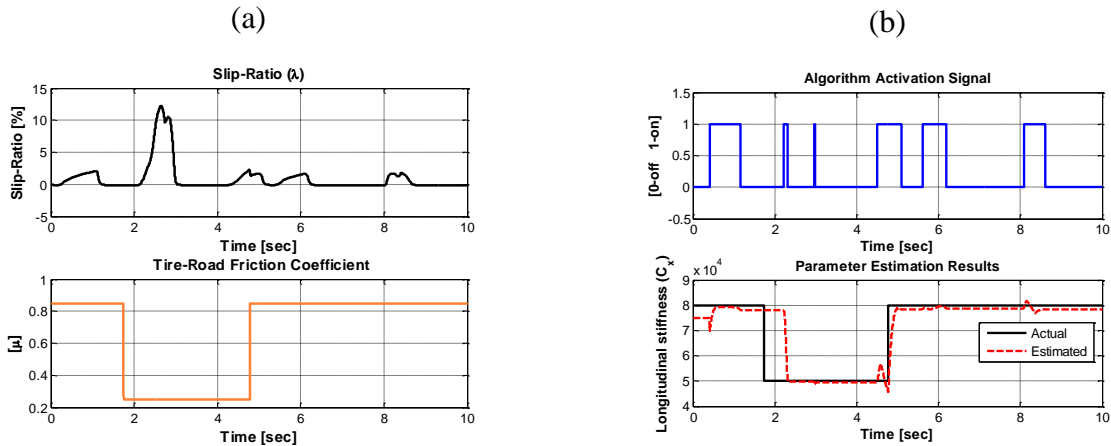 (a)
(b)
Slip-Ratio (λ)
Slip-Ratio [%]
15
10
5
0
-5
0 2 4 6 8 10
Time [sec]
Tire-Road Friction Coefficient
[μ]
1
0.8
0.6
0.4
0.2
0 2 4 6 8 10
Time [sec]
Algorithm Activation Signal
[0-off 1-on]
1.5
1
0.5
0
-0.5
0 2 4 6 8 10
Time [sec]
Parameter Estimation Results
Longitudinal stiffness (Cₓ)
x 10⁴
9
8
7
6
5
4
0 2 4 6 8 10
Time [sec]
Actual
Estimated